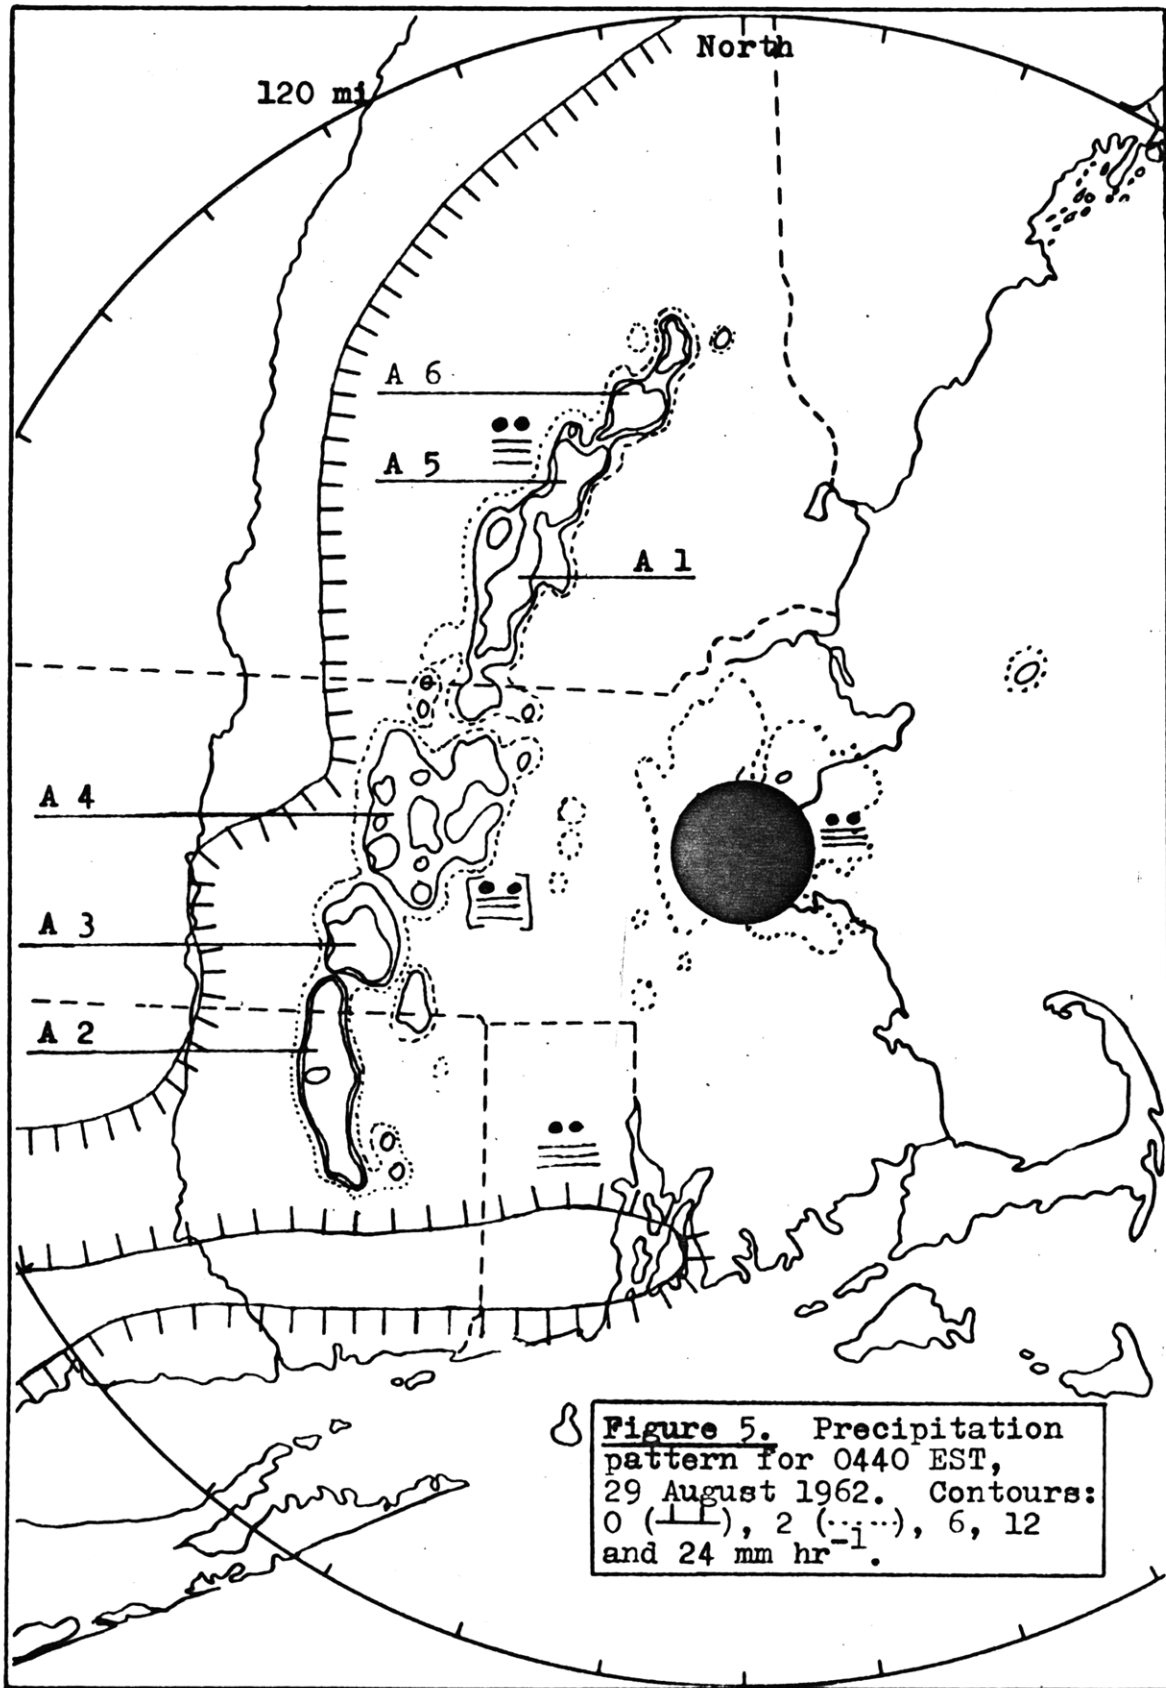 North
120 mi
A 6
A 5
A 1
A 4
A 3
A 2
Figure 5. Precipitation
pattern for 0440 EST,
29 August 1962. Contours:
0 (), 2 (......), 6, 12
and 24 mm hr⁻¹.